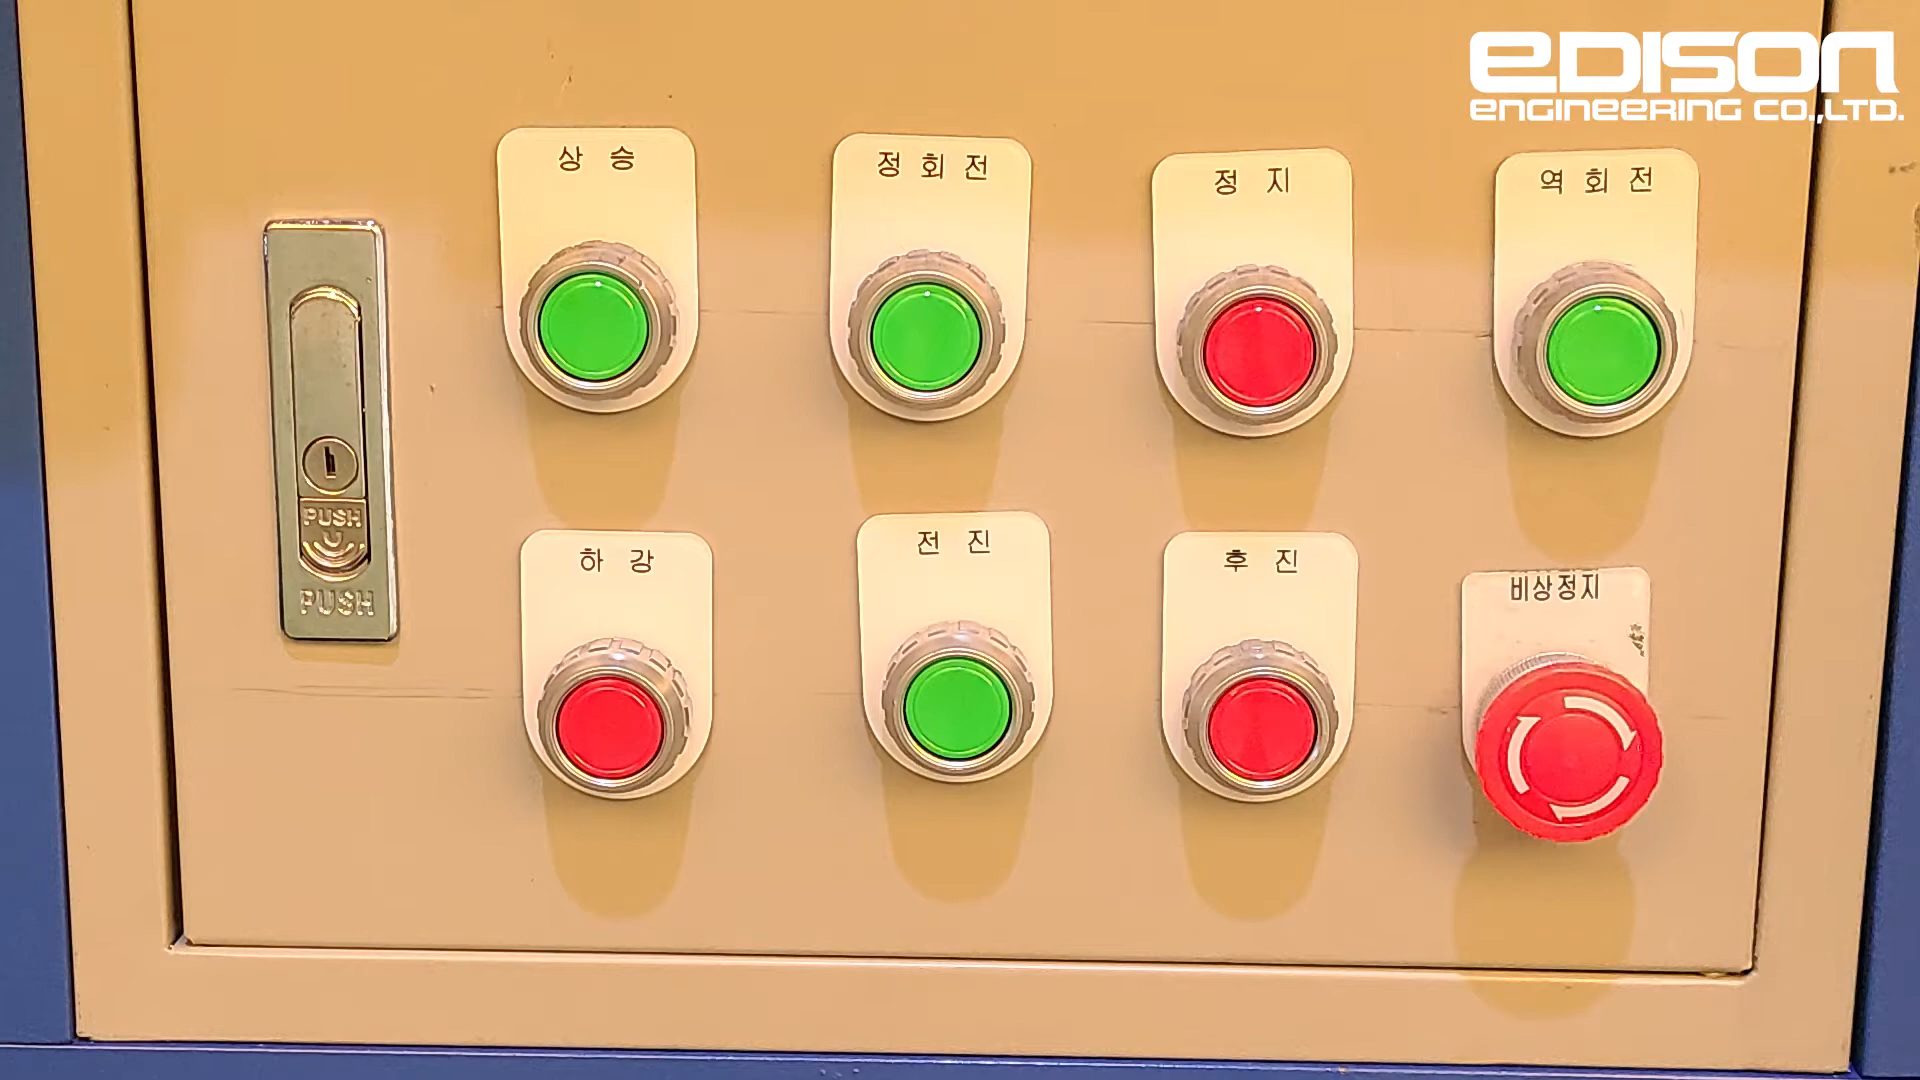 EDISON
ENGINEERING CO.,LTD.
상 승
정 회 전
정 지
역 회 전
PUSH
PUSH
하 강
전 진
후 진
비상정지